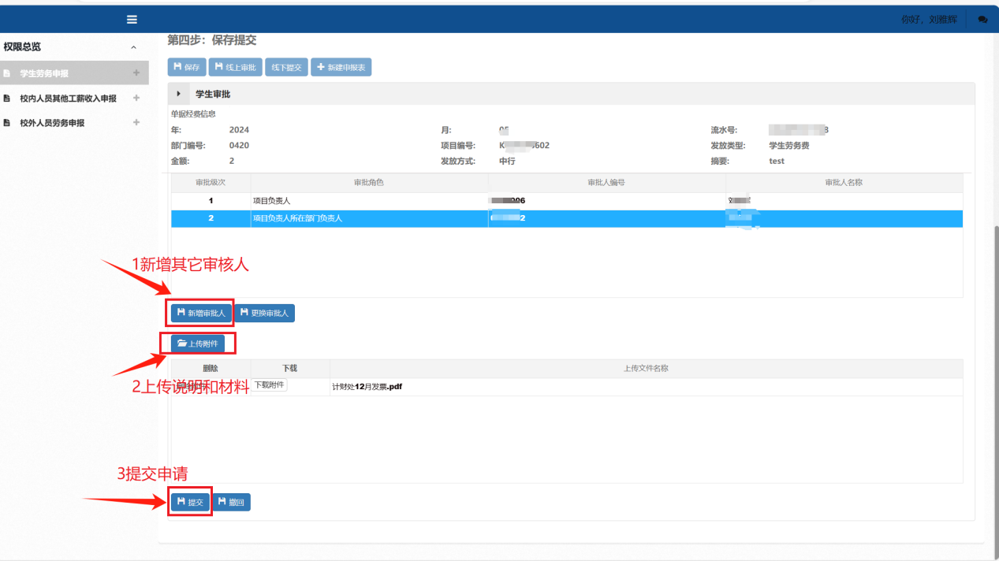 你好，刘雅辉
权限总览
学生劳务申报
校内人员其他工薪收入申报
校外人员劳务申报
第四步：保存提交
保存 线上审批 线下提交 新建申报表
学生审批
单据经费信息
年: 2024 月: 05 流水号: 8
部门编号: 0420 项目编号: K 602 发放类型: 学生劳务费
金额: 2 发放方式: 中行 摘要: test
审批级次 审批角色 审批人编号 审批人名称
1 项目负责人 006
2 项目负责人所在部门负责人 2
1新增其它审核人
新增审批人 更换审批人
上传附件
删除 下载 上传文件名称
2上传说明和材料 下载附件 计财处12月发票.pdf
3提交申请
提交 撤回